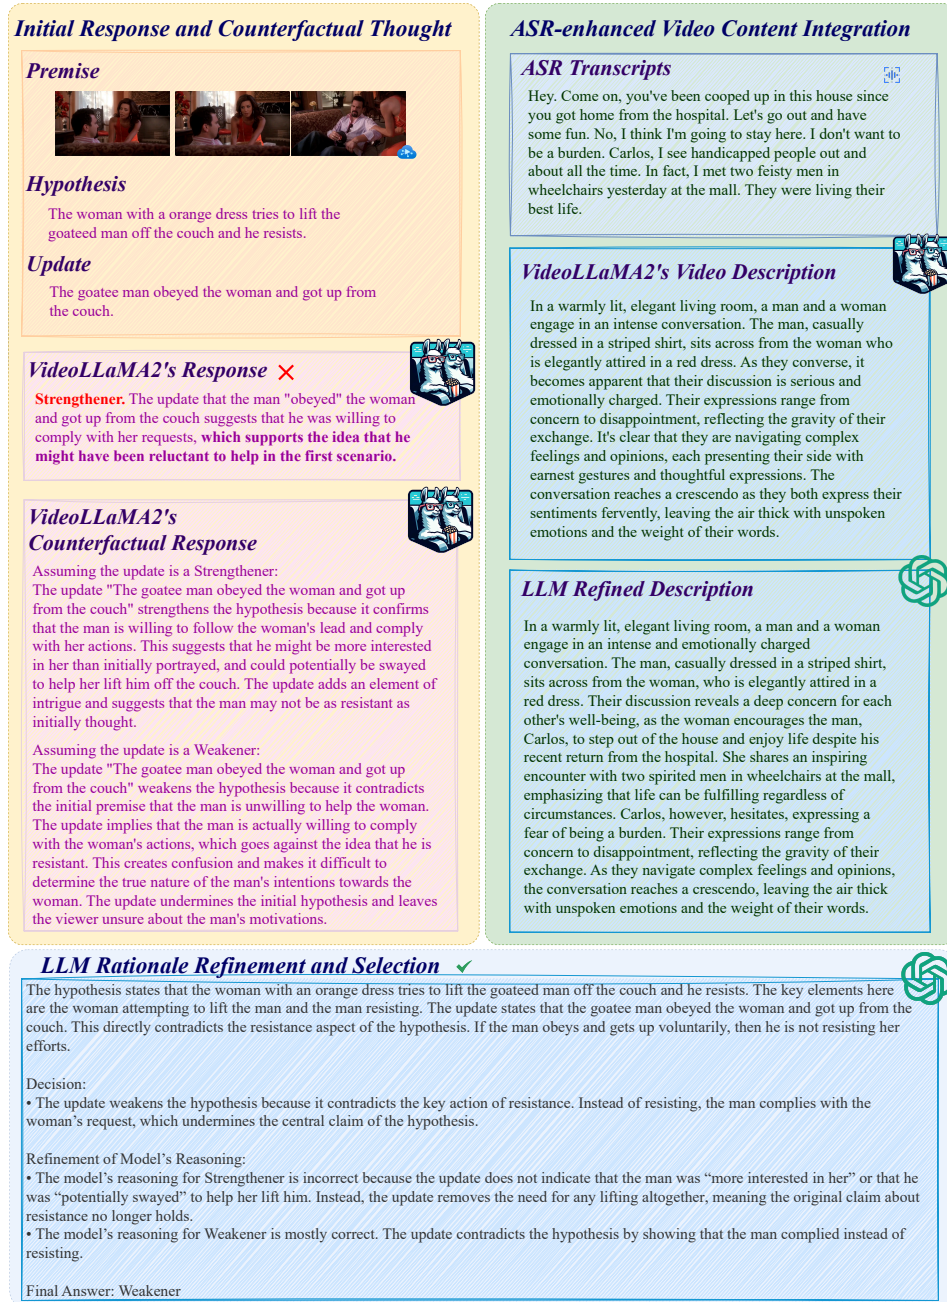 Initial Response and Counterfactual Thought
Premise
Hypothesis
The woman with a orange dress tries to lift the
goateed man off the couch and he resists.
Update
The goatee man obeyed the woman and got up from
the couch.
VideoLLaMA2's Response
Strengthener. The update that the man "obeyed" the woman
and got up from the couch suggests that he was willing to
comply with her requests, which supports the idea that he
might have been reluctant to help in the first scenario.
VideoLLaMA2's
Counterfactual Response
Assuming the update is a Strengthener:
The update "The goatee man obeyed the woman and got up
from the couch" strengthens the hypothesis because it confirms
that the man is willing to follow the woman's lead and comply
with her actions. This suggests that he might be more interested
in her than initially portrayed, and could potentially be swayed
to help her lift him off the couch. The update adds an element of
intrigue and suggests that the man may not be as resistant as
initially thought.
Assuming the update is a Weakener:
The update "The goatee man obeyed the woman and got up
from the couch" weakens the hypothesis because it contradicts
the initial premise that the man is unwilling to help the woman.
The update implies that the man is actually willing to comply
with the woman's actions, which goes against the idea that he is
resistant. This creates confusion and makes it difficult to
determine the true nature of the man's intentions towards the
woman. The update undermines the initial hypothesis and leaves
the viewer unsure about the man's motivations.
ASR-enhanced Video Content Integration
ASR Transcripts
Hey. Come on, you've been cooped up in this house since
you got home from the hospital. Let's go out and have
some fun. No, I think I'm going to stay here. I don't want to
be a burden. Carlos, I see handicapped people out and
about all the time. In fact, I met two feisty men in
wheelchairs yesterday at the mall. They were living their
best life.
VideoLLaMA2's Video Description
In a warmly lit, elegant living room, a man and a woman
engage in an intense conversation. The man, casually
dressed in a striped shirt, sits across from the woman who
is elegantly attired in a red dress. As they converse, it
becomes apparent that their discussion is serious and
emotionally charged. Their expressions range from
concern to disappointment, reflecting the gravity of their
exchange. It's clear that they are navigating complex
feelings and opinions, each presenting their side with
earnest gestures and thoughtful expressions. The
conversation reaches a crescendo as they both express their
sentiments fervently, leaving the air thick with unspoken
emotions and the weight of their words.
LLM Refined Description
In a warmly lit, elegant living room, a man and a woman
engage in an intense and emotionally charged
conversation. The man, casually dressed in a striped shirt,
sits across from the woman, who is elegantly attired in a
red dress. Their discussion reveals a deep concern for each
other's well-being, as the woman encourages the man,
Carlos, to step out of the house and enjoy life despite his
recent return from the hospital. She shares an inspiring
encounter with two spirited men in wheelchairs at the mall,
emphasizing that life can be fulfilling regardless of
circumstances. Carlos, however, hesitates, expressing a
fear of being a burden. Their expressions range from
concern to disappointment, reflecting the gravity of their
exchange. As they navigate complex feelings and opinions,
the conversation reaches a crescendo, leaving the air thick
with unspoken emotions and the weight of their words.
LLM Rationale Refinement and Selection
The hypothesis states that the woman with an orange dress tries to lift the goateed man off the couch and he resists. The key elements here
are the woman attempting to lift the man and the man resisting. The update states that the goatee man obeyed the woman and got up from the
couch. This directly contradicts the resistance aspect of the hypothesis. If the man obeys and gets up voluntarily, then he is not resisting her
efforts.
Decision:
• The update weakens the hypothesis because it contradicts the key action of resistance. Instead of resisting, the man complies with the
woman’s request, which undermines the central claim of the hypothesis.
Refinement of Model’s Reasoning:
• The model’s reasoning for Strengthener is incorrect because the update does not indicate that the man was “more interested in her” or that he
was “potentially swayed” to help her lift him. Instead, the update removes the need for any lifting altogether, meaning the original claim about
resistance no longer holds.
• The model’s reasoning for Weakener is mostly correct. The update contradicts the hypothesis by showing that the man complied instead of
resisting.
Final Answer: Weakener